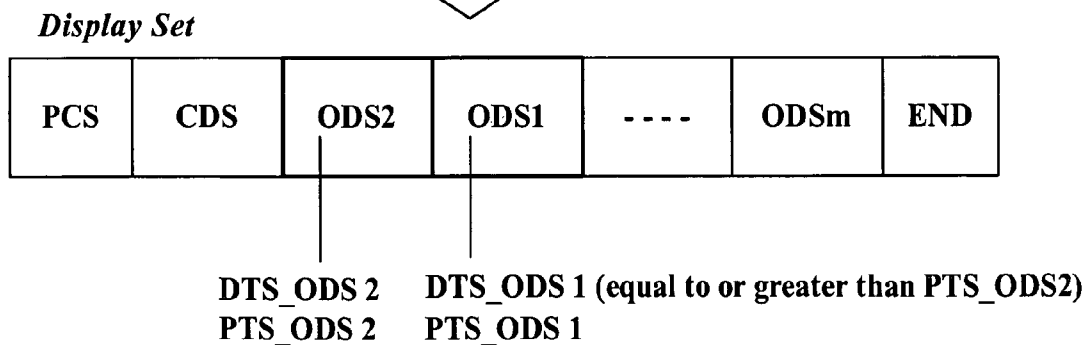 Display Set
PCS CDS ODS2 ODS1 ---- ODSm END
DTS_ODS 2 DTS_ODS 1 (equal to or greater than PTS_ODS2)
PTS_ODS 2 PTS_ODS 1